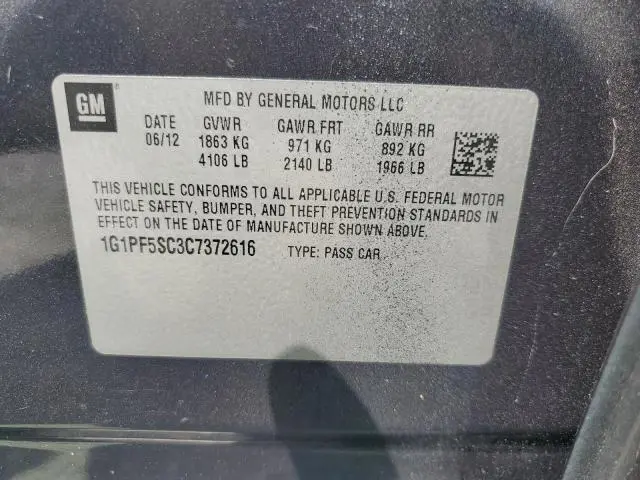 GM
MFD BY GENERAL MOTORS LLC
DATE GVWR GAWR FRT GAWR RR
06/12 1863 KG 971 KG 892 KG
4106 LB 2140 LB 1966 LB
THIS VEHICLE CONFORMS TO ALL APPLICABLE U.S. FEDERAL MOTOR
VEHICLE SAFETY, BUMPER, AND THEFT PREVENTION STANDARDS IN
EFFECT ON THE DATE OF MANUFACTURE SHOWN ABOVE.
1G1PF5SC3C7372616 TYPE: PASS CAR